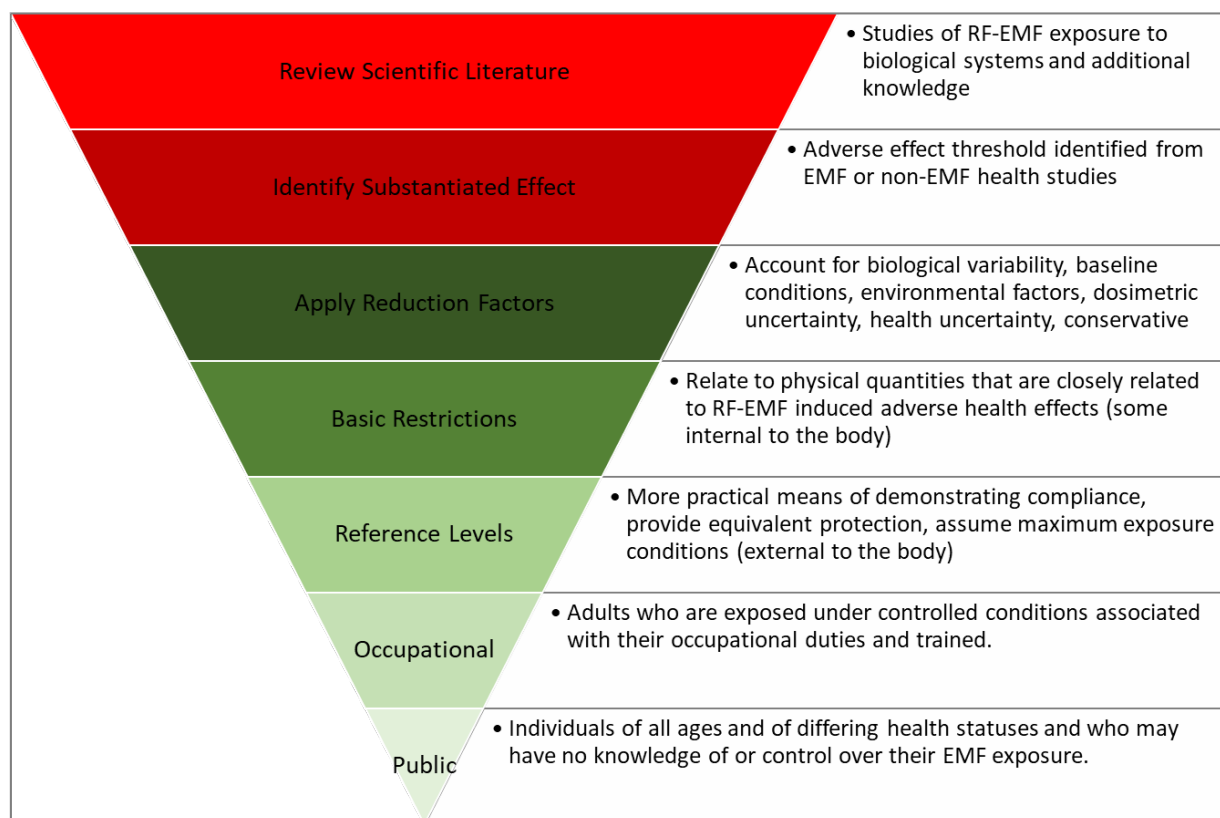 Review Scientific Literature
• Studies of RF-EMF exposure to
biological systems and additional
knowledge
Identify Substantiated Effect
• Adverse effect threshold identified from
EMF or non-EMF health studies
Apply Reduction Factors
• Account for biological variability, baseline
conditions, environmental factors, dosimetric
uncertainty, health uncertainty, conservative
Basic Restrictions
• Relate to physical quantities that are closely related
to RF-EMF induced adverse health effects (some
internal to the body)
Reference Levels
• More practical means of demonstrating compliance,
provide equivalent protection, assume maximum exposure
conditions (external to the body)
Occupational
• Adults who are exposed under controlled conditions associated
with their occupational duties and trained.
Public
• Individuals of all ages and of differing health statuses and who may
have no knowledge of or control over their EMF exposure.